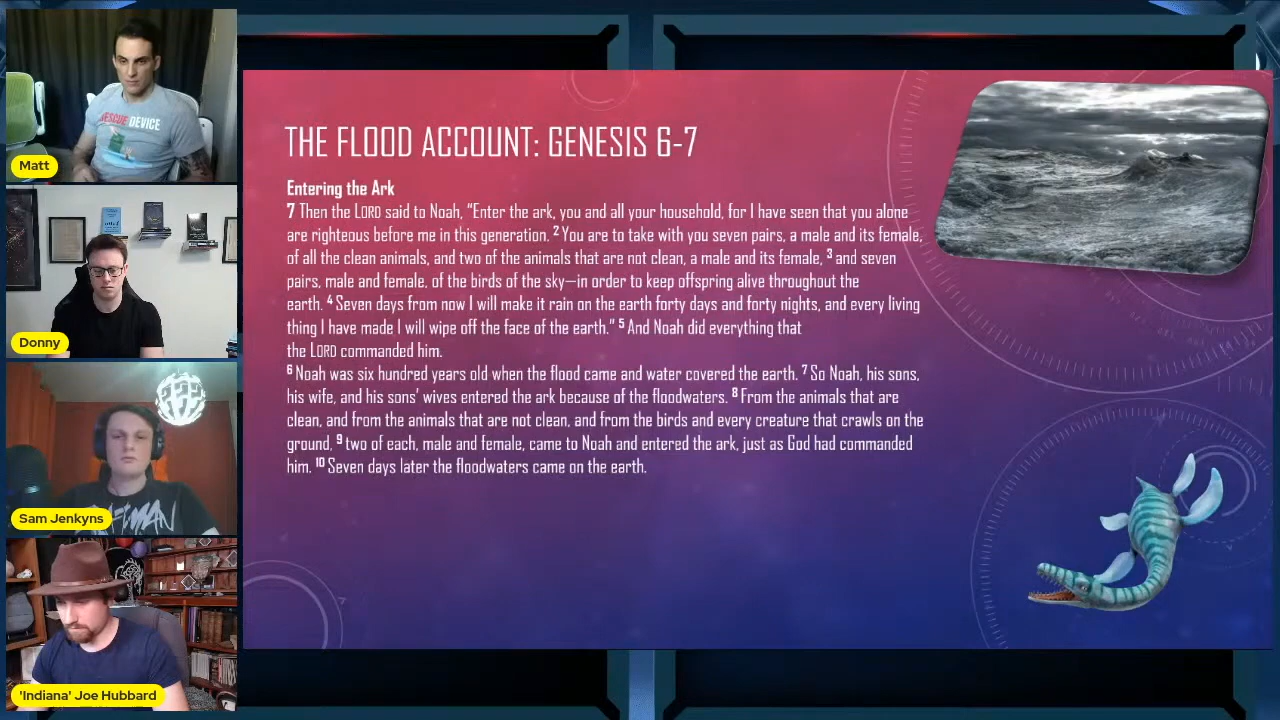 RESCUE DEVICE
Matt
Donny
Sam Jenkyns
'Indiana' Joe Hubbard
THE FLOOD ACCOUNT: GENESIS 6-7
Entering the Ark
7 Then the LORD said to Noah, “Enter the ark, you and all your household, for I have seen that you alone
are righteous before me in this generation. 2 You are to take with you seven pairs, a male and its female,
of all the clean animals, and two of the animals that are not clean, a male and its female, 3 and seven
pairs, male and female, of the birds of the sky—in order to keep offspring alive throughout the
earth. 4 Seven days from now I will make it rain on the earth forty days and forty nights, and every living
thing I have made I will wipe off the face of the earth.” 5 And Noah did everything that
the LORD commanded him.
6 Noah was six hundred years old when the flood came and water covered the earth. 7 So Noah, his sons,
his wife, and his sons’ wives entered the ark because of the floodwaters. 8 From the animals that are
clean, and from the animals that are not clean, and from the birds and every creature that crawls on the
ground, 9 two of each, male and female, came to Noah and entered the ark, just as God had commanded
him. 10 Seven days later the floodwaters came on the earth.